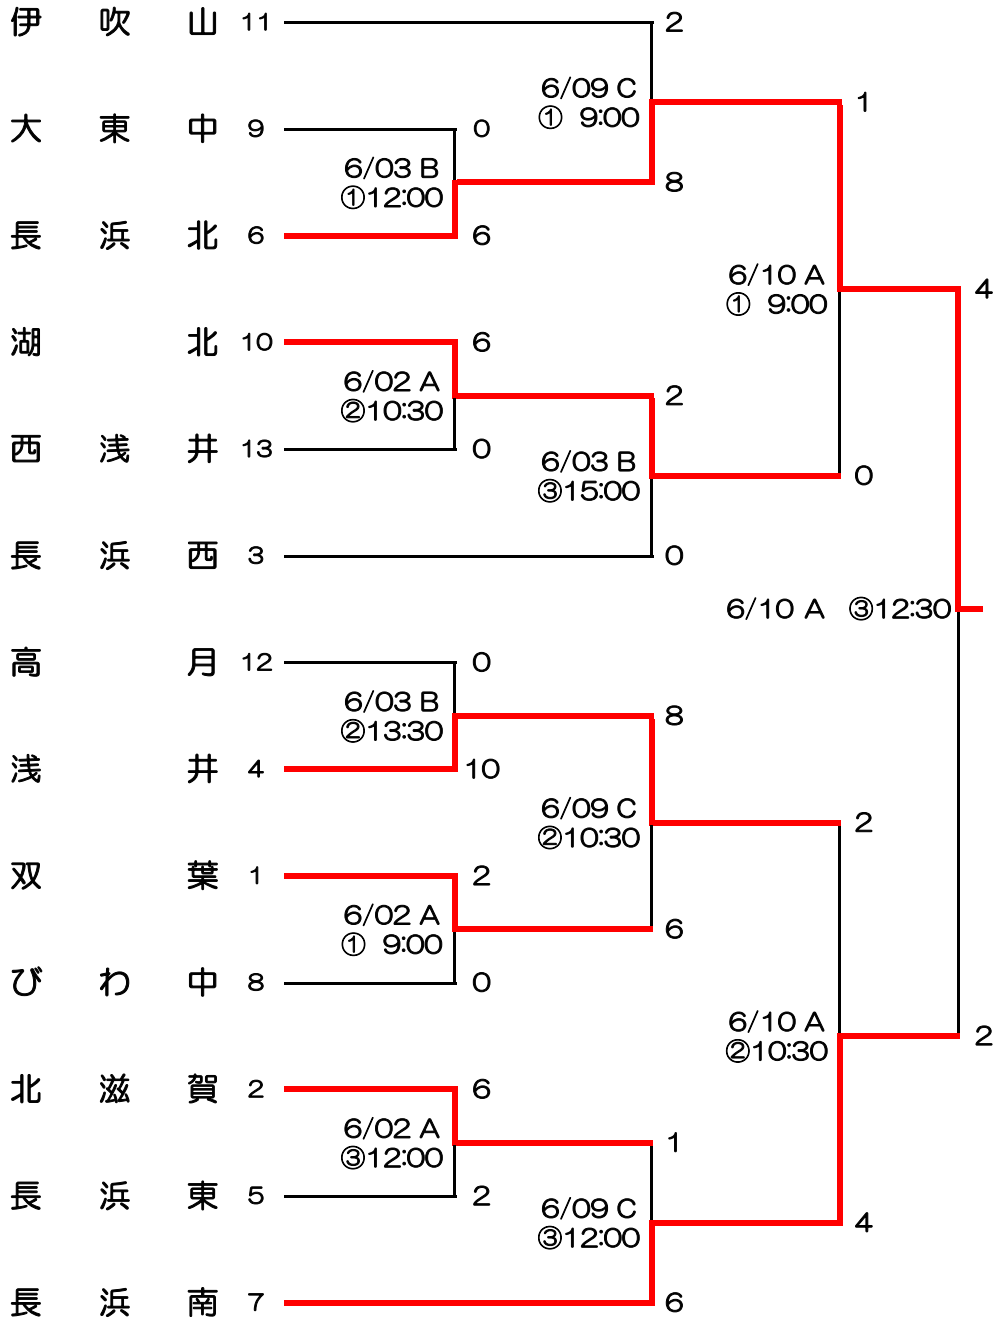 伊吹山 11 2
6/09 C
① 9:00
1
大東中 9 0
6/03 B
①12:00
8
長浜北 6 6
6/10 A
① 9:00
4
湖北 10 6
6/02 A
②10:30
2
西浅井 13 0
6/03 B
③15:00
0
長浜西 3 0
6/10 A ③12:30
高月 12 0
6/03 B
②13:30
8
浅井 4 10
6/09 C
②10:30
2
双葉 1 2
6/02 A
① 9:00
6
びわ中 8 0
6/10 A
②10:30
2
北滋賀 2 6
6/02 A
③12:00
1
長浜東 5 2
6/09 C
③12:00
4
長浜南 7 6